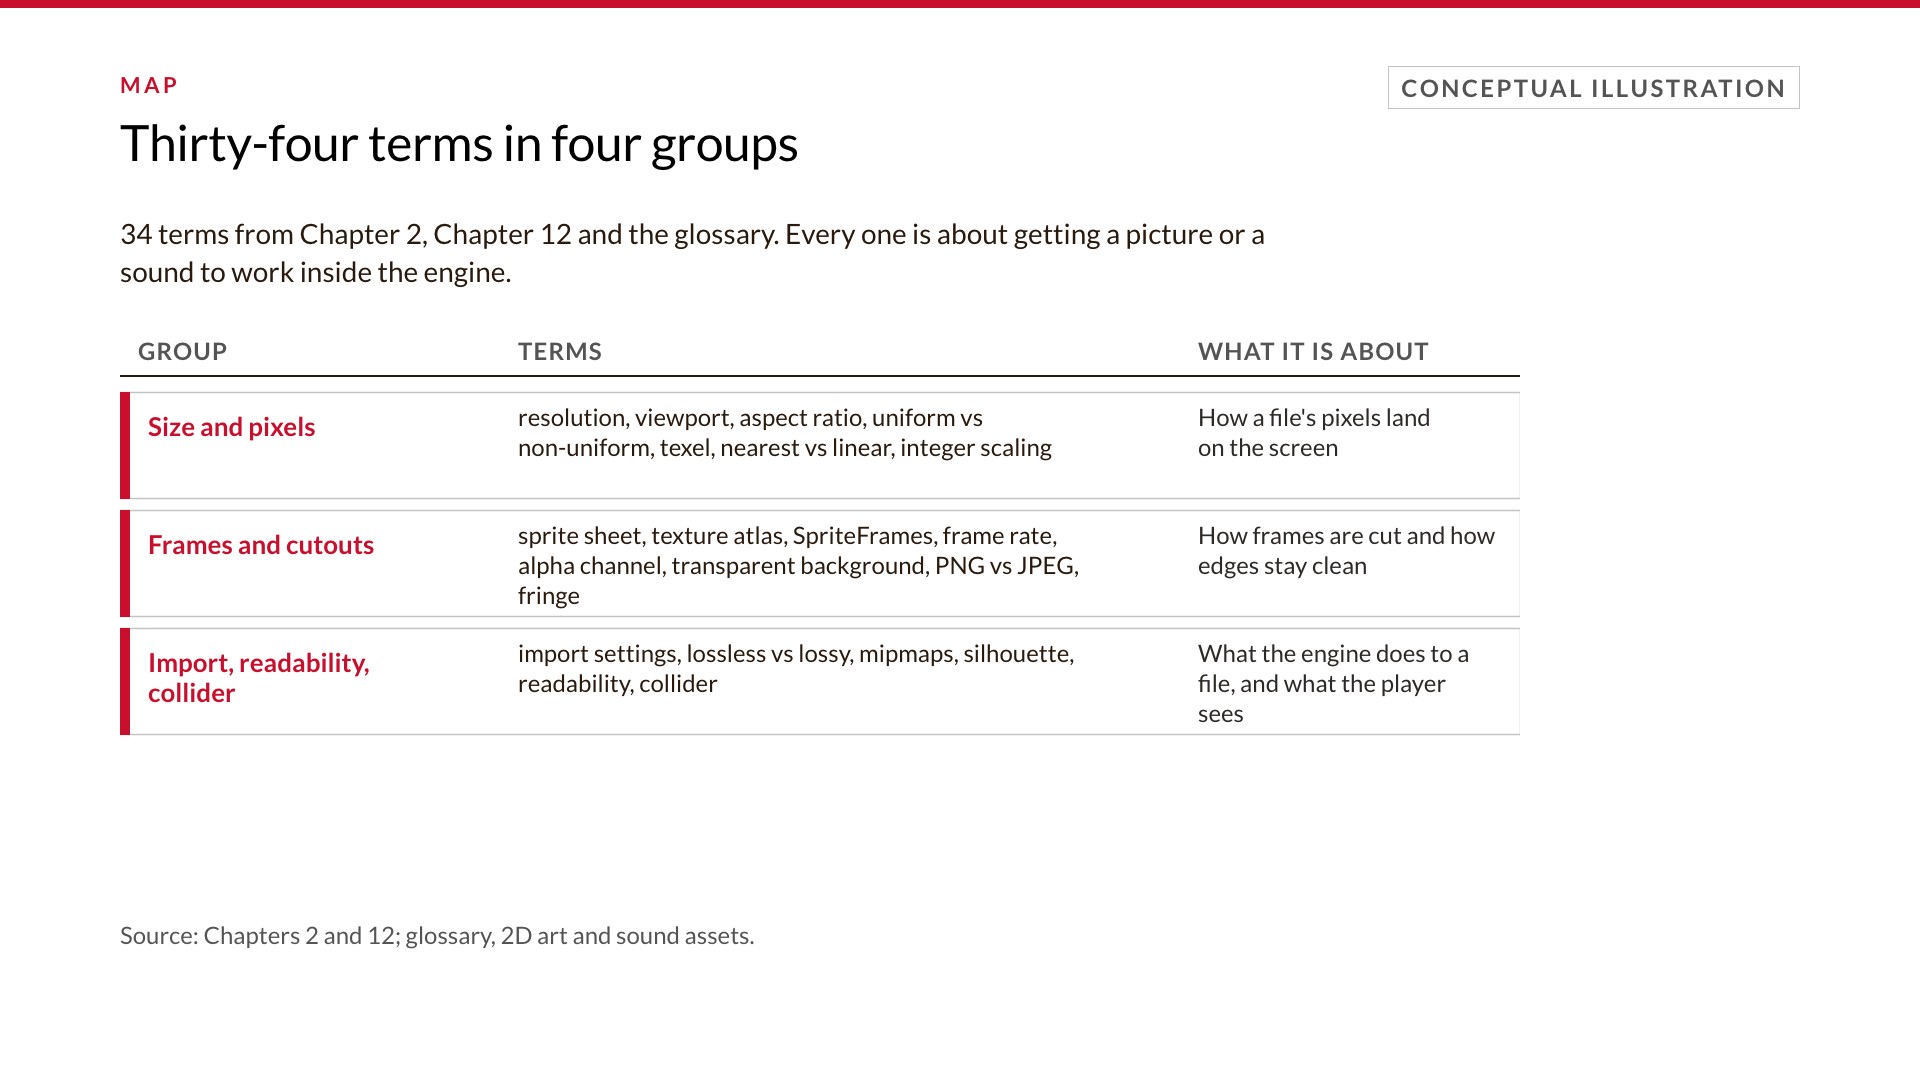 MAP
CONCEPTUAL ILLUSTRATION
Thirty-four terms in four groups
34 terms from Chapter 2, Chapter 12 and the glossary. Every one is about getting a picture or a
sound to work inside the engine.
GROUP
TERMS
WHAT IT IS ABOUT
Size and pixels
resolution, viewport, aspect ratio, uniform vs
non-uniform, texel, nearest vs linear, integer scaling
How a file's pixels land
on the screen
Frames and cutouts
sprite sheet, texture atlas, SpriteFrames, frame rate,
alpha channel, transparent background, PNG vs JPEG,
fringe
How frames are cut and how
edges stay clean
Import, readability,
collider
import settings, lossless vs lossy, mipmaps, silhouette,
readability, collider
What the engine does to a
file, and what the player
sees
Source: Chapters 2 and 12; glossary, 2D art and sound assets.